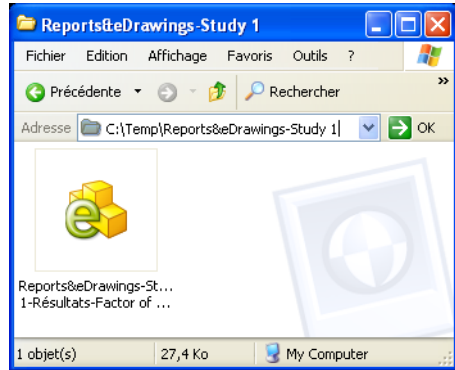 Reports&eDrawings-Study 1
Fichier Edition Affichage Favoris Outils ?
Précédente Rechercher »
Adresse C:\Temp\Reports&eDrawings-Study 1 OK
Reports&eDrawings-St...
1-Résultats-Factor of ...
1 objet(s) 27,4 Ko My Computer